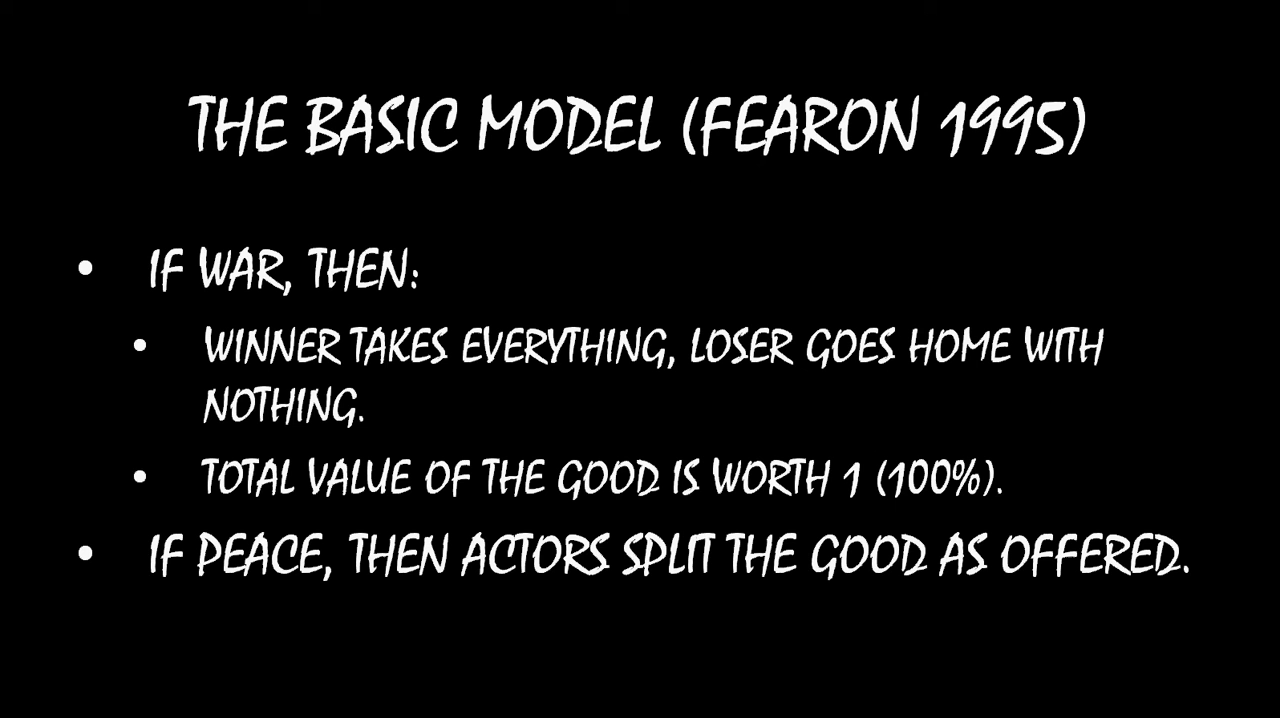 THE BASIC MODEL (FEARON 1995)
• IF WAR, THEN:
• WINNER TAKES EVERYTHING, LOSER GOES HOME WITH
NOTHING.
• TOTAL VALUE OF THE GOOD IS WORTH 1 (100%).
• IF PEACE, THEN ACTORS SPLIT THE GOOD AS OFFERED.